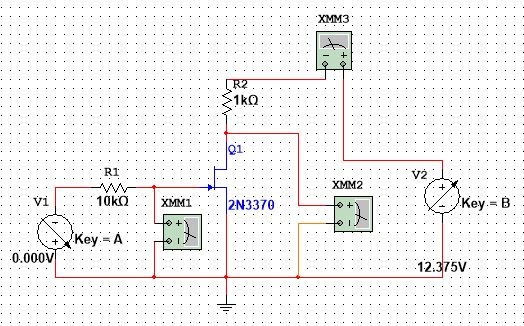 XMM3
R2
1kΩ
Q1
2N3370
R1
10kΩ
V1
Key = A
0.000V
XMM1
XMM2
V2
Key = B
12.375V